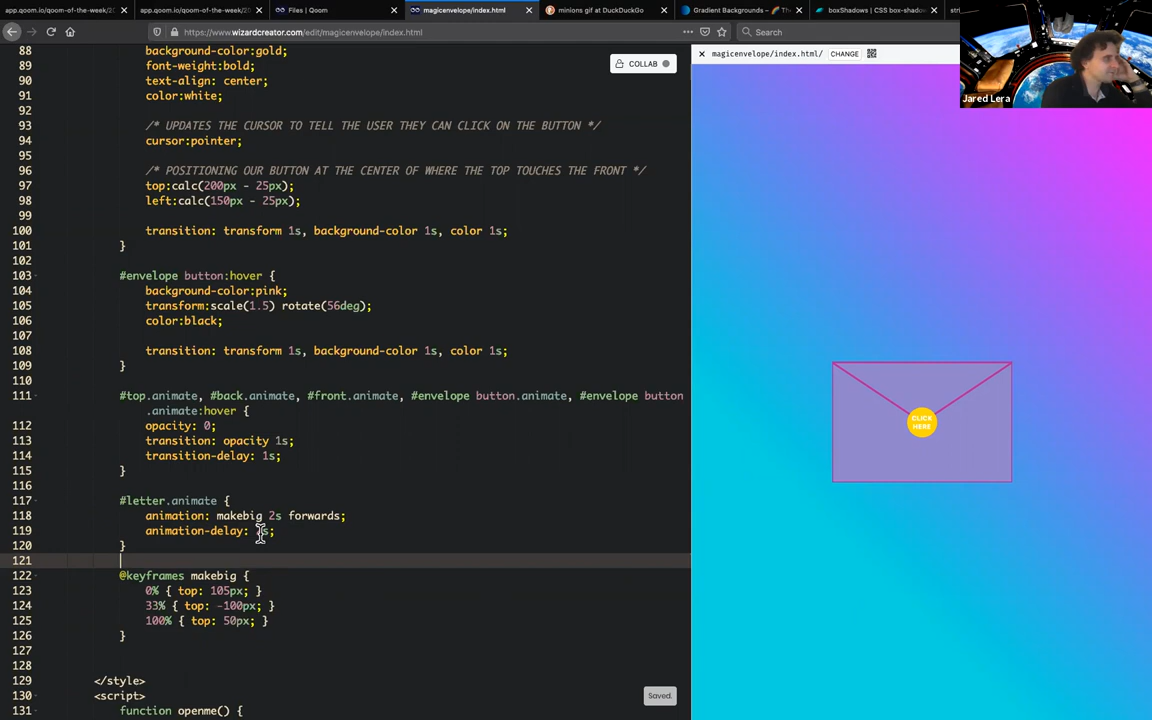 app.qoom.io/qoom-of-the-week/20
app.qoom.io/qoom-of-the-week/20
Files | Qoom
magicenvelope/index.html
minions gif at DuckDuckGo
Gradient Backgrounds –
The
boxShadows | CSS box-shadow
stri
https://www.wizardcreator.com/edit/magicenvelope/index.html
Search
COLLAB
magicenvelope/index.html/
CHANGE
Jared Lera
88 background-color:gold;
89 font-weight:bold;
90 text-align: center;
91 color:white;
92
93 /* UPDATES THE CURSOR TO TELL THE USER THEY CAN CLICK ON THE BUTTON */
94 cursor:pointer;
95
96 /* POSITIONING OUR BUTTON AT THE CENTER OF WHERE THE TOP TOUCHES THE FRONT */
97 top:calc(200px - 25px);
98 left:calc(150px - 25px);
99
100 transition: transform 1s, background-color 1s, color 1s;
101 }
102
103 #envelope button:hover {
104 background-color:pink;
105 transform:scale(1.5) rotate(56deg);
106 color:black;
107
108 transition: transform 1s, background-color 1s, color 1s;
109 }
110
111 #top.animate, #back.animate, #front.animate, #envelope button.animate, #envelope button
.animate:hover {
112 opacity: 0;
113 transition: opacity 1s;
114 transition-delay: 1s;
115 }
116
117 #letter.animate {
118 animation: makebig 2s forwards;
119 animation-delay: s;
120 }
121
122 @keyframes makebig {
123 0% { top: 105px; }
124 33% { top: -100px; }
125 100% { top: 50px; }
126 }
127
128
129 </style>
130 <script>
131 function openme() {
CLICK
HERE
Saved.